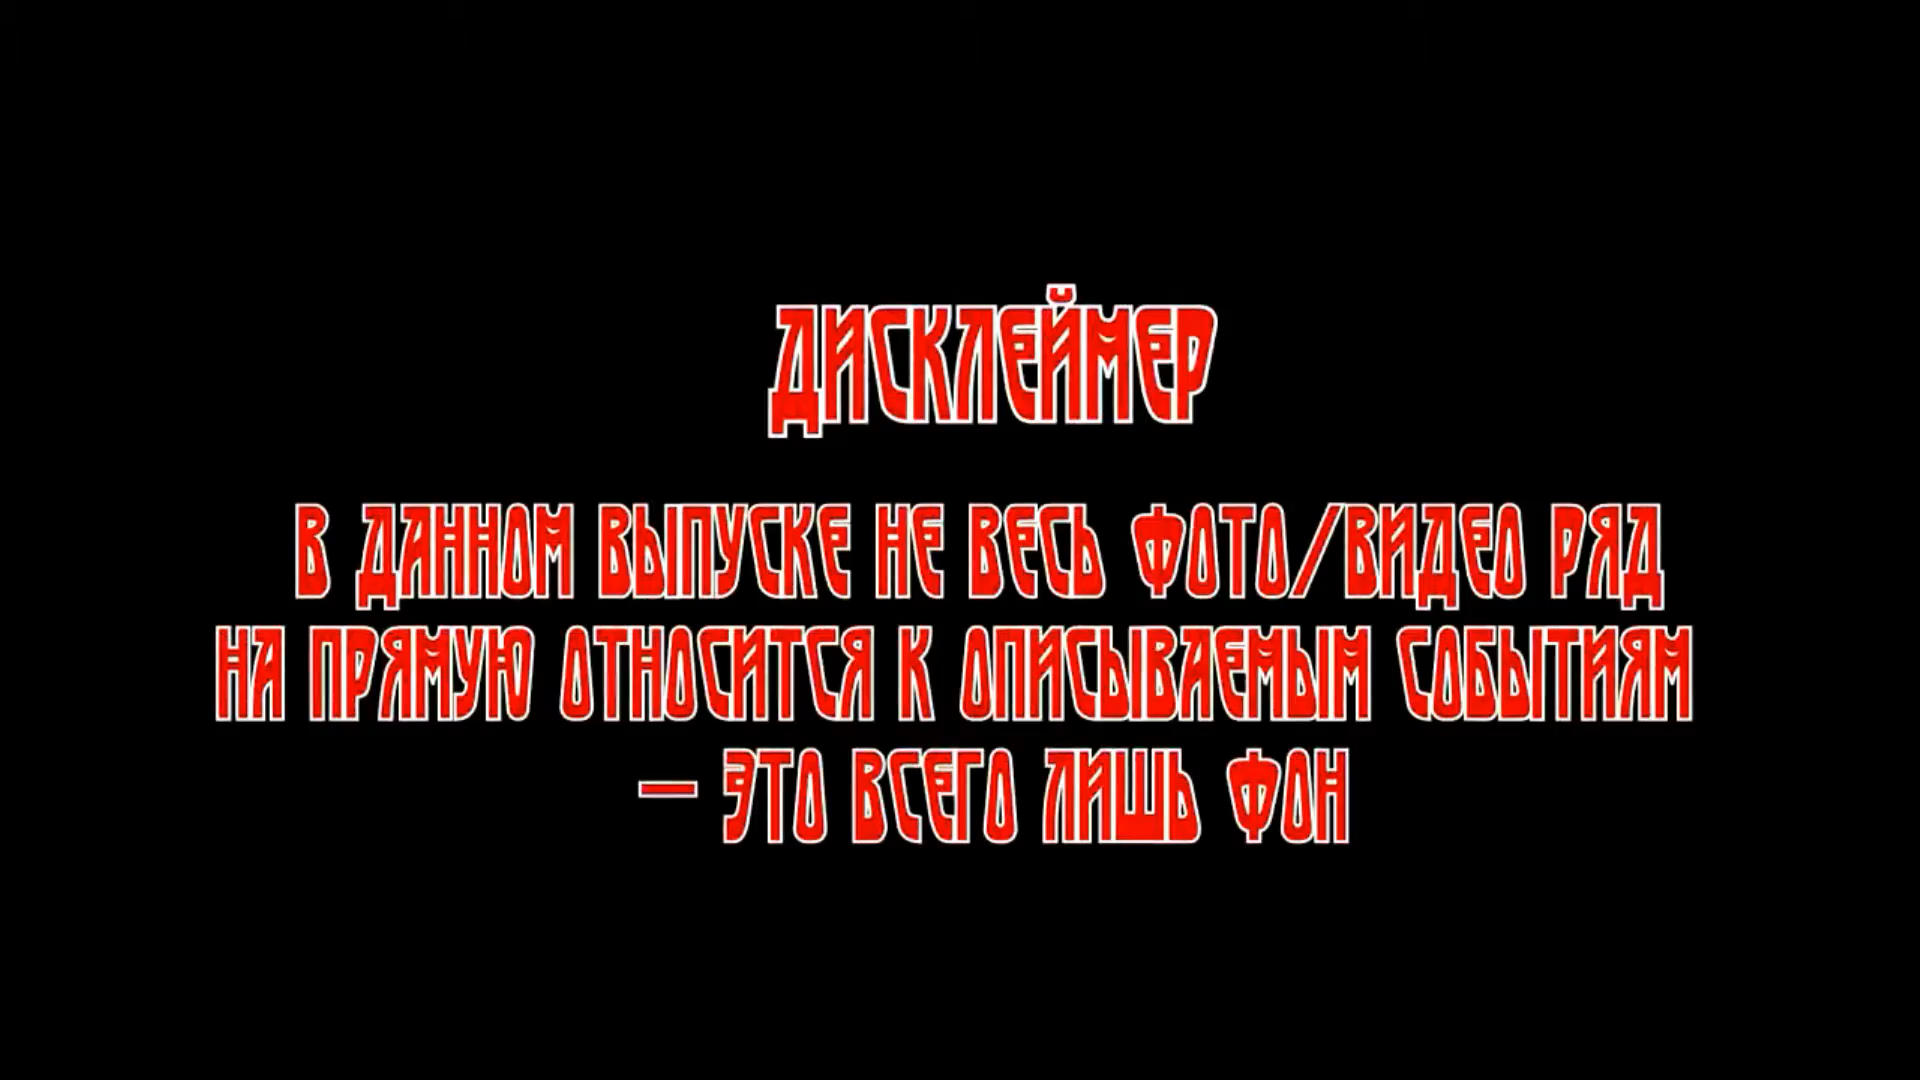 ДИСКЛЕЙМЕР
В ДАННОМ ВЫПУСКЕ НЕ ВЕСЬ ФОТО/ВИДЕО РЯД
НА ПРЯМУЮ ОТНОСИТСЯ К ОПИСЫВАЕМЫМ СОБЫТИЯМ
— ЭТО ВСЕГО ЛИШЬ ФОН